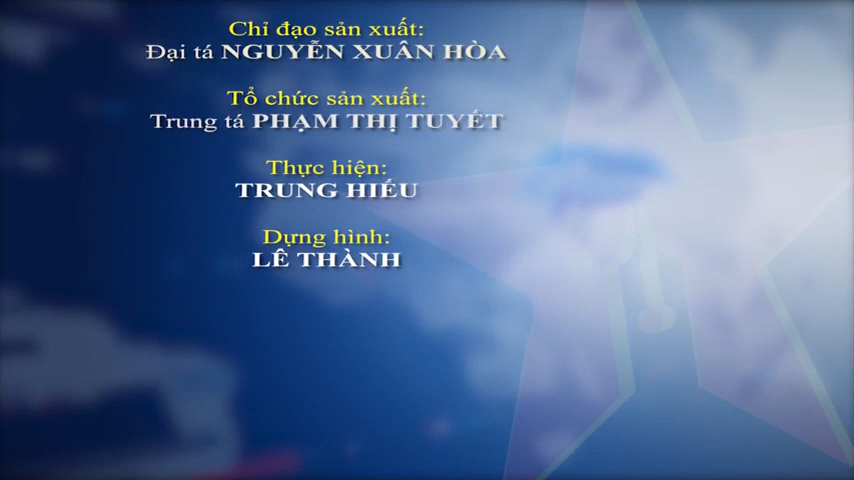 Chỉ đạo sản xuất:
Đại tá NGUYỄN XUÂN HÒA
Tổ chức sản xuất:
Trung tá PHẠM THỊ TUYẾT
Thực hiện:
TRUNG HIẾU
Dựng hình:
LÊ THÀNH